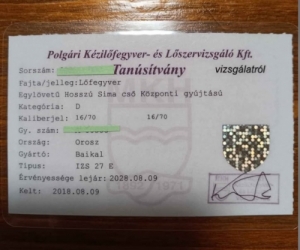 Polgári Kézilőfegyver- és Lőszervizsgáló Kft.
Sorszám:
Tanúsítvány vizsgálatról
Fajta/jelleg: Lőfegyver
Egylövetű Hosszú Sima cső Központi gyújtású
Kategória: D
Kaliberjel: 16/70 16/70
Gy. szám:
Ország: Orosz
Gyártó: Baikal
Típus: IZS 27 E
Érvényessége lejár: 2028.08.09
Kelt: 2018.08.09